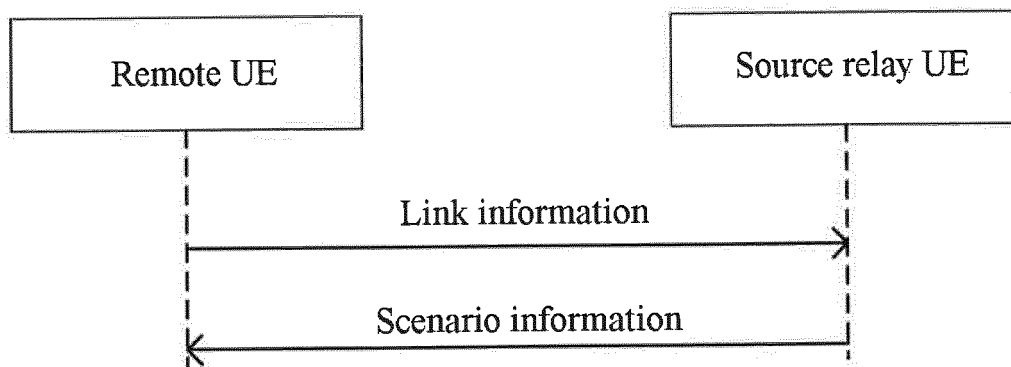 Remote UE
Source relay UE
Link information
Scenario information